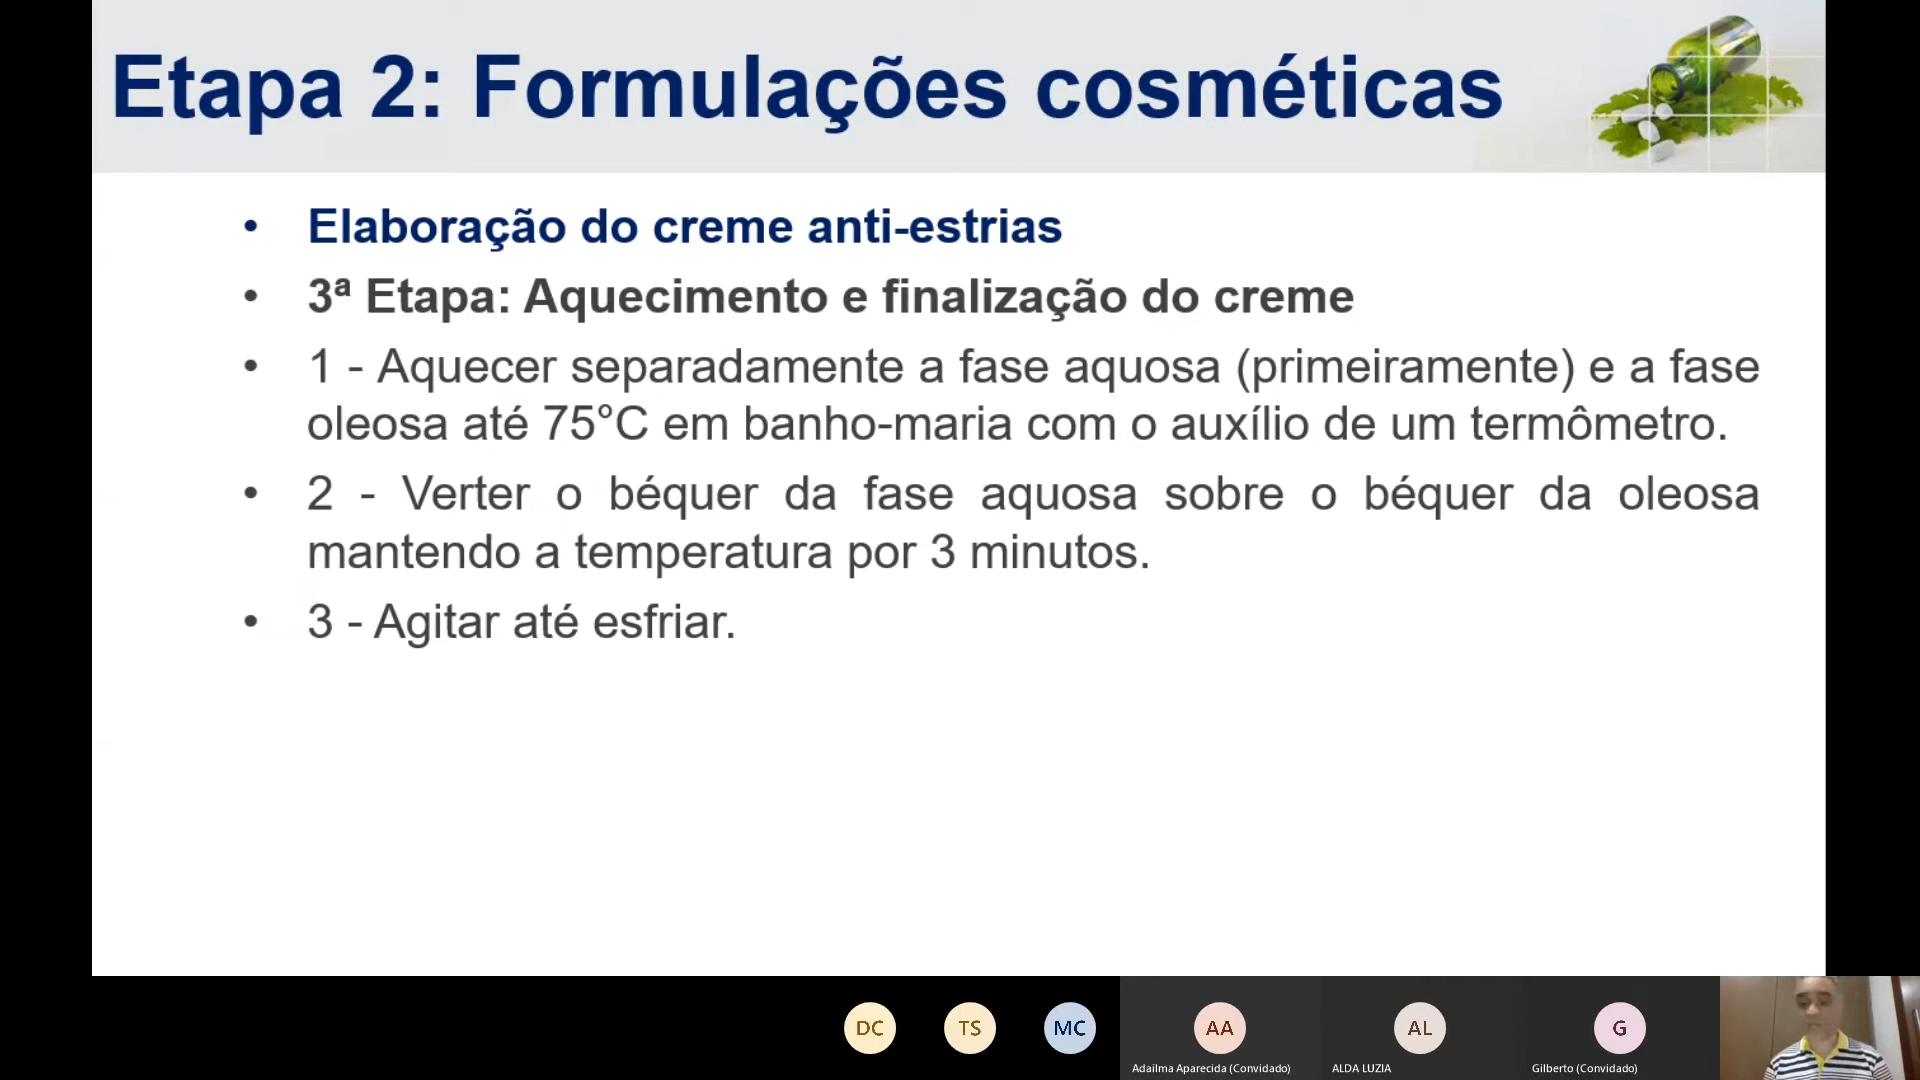 Etapa 2: Formulações cosméticas
• Elaboração do creme anti-estrias
• 3ª Etapa: Aquecimento e finalização do creme
• 1 - Aquecer separadamente a fase aquosa (primeiramente) e a fase
oleosa até 75°C em banho-maria com o auxílio de um termômetro.
• 2 - Verter o béquer da fase aquosa sobre o béquer da oleosa
mantendo a temperatura por 3 minutos.
• 3 - Agitar até esfriar.
DC TS MC AA AL G
Adailma Aparecida (Convidado) ALDA LUZIA Gilberto (Convidado)